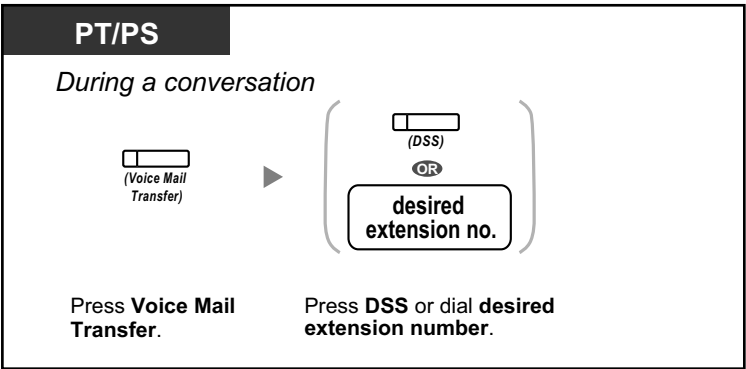 PT/PS
During a conversation
(Voice Mail
Transfer)
(DSS)
OR
desired
extension no.
Press Voice Mail
Transfer.
Press DSS or dial desired
extension number.